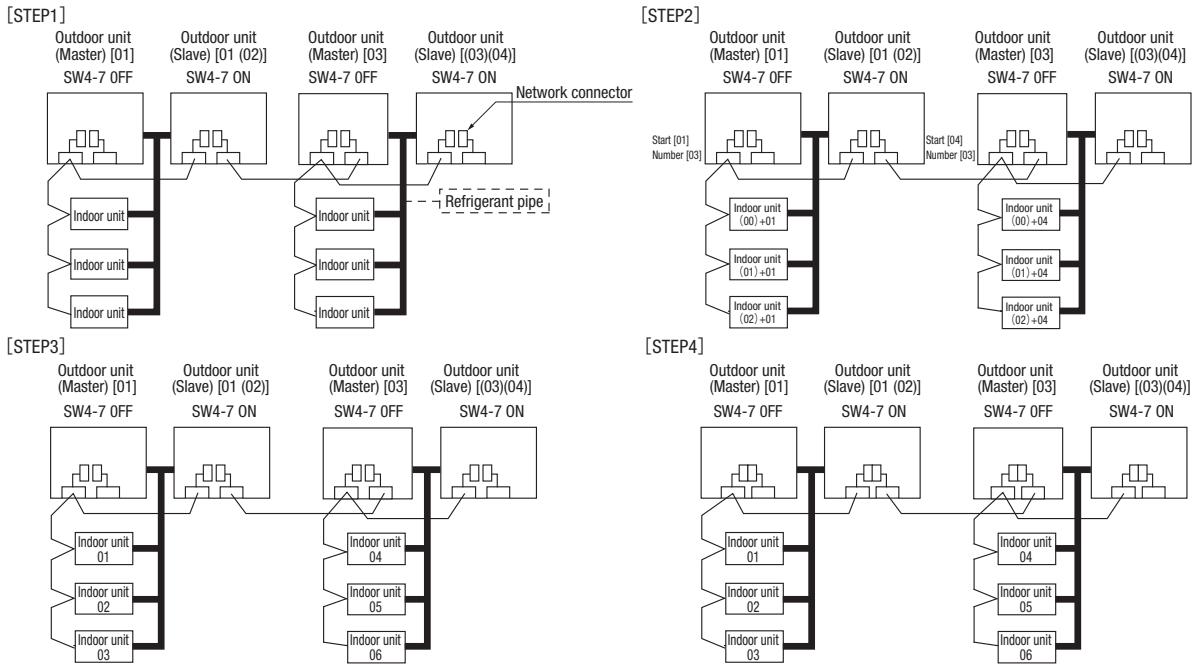 [STEP1]
Outdoor unit
(Master) [01]
SW4-7 OFF
Outdoor unit
(Slave) [01 (02)]
SW4-7 ON
Outdoor unit
(Master) [03]
SW4-7 OFF
Outdoor unit
(Slave) [(03)(04)]
SW4-7 ON
Network connector
Refrigerant pipe
Indoor unit
Indoor unit
Indoor unit
Indoor unit
Indoor unit
Indoor unit
[STEP2]
Outdoor unit
(Master) [01]
SW4-7 OFF
Outdoor unit
(Slave) [01 (02)]
SW4-7 ON
Outdoor unit
(Master) [03]
SW4-7 OFF
Outdoor unit
(Slave) [(03)(04)]
SW4-7 ON
Start [01]
Number [03]
Start [04]
Number [03]
Indoor unit
(00)+01
Indoor unit
(01)+01
Indoor unit
(02)+01
Indoor unit
(00)+04
Indoor unit
(01)+04
Indoor unit
(02)+04
[STEP3]
Outdoor unit
(Master) [01]
SW4-7 OFF
Outdoor unit
(Slave) [01 (02)]
SW4-7 ON
Outdoor unit
(Master) [03]
SW4-7 OFF
Outdoor unit
(Slave) [(03)(04)]
SW4-7 ON
Indoor unit
01
Indoor unit
02
Indoor unit
03
Indoor unit
04
Indoor unit
05
Indoor unit
06
[STEP4]
Outdoor unit
(Master) [01]
SW4-7 OFF
Outdoor unit
(Slave) [01 (02)]
SW4-7 ON
Outdoor unit
(Master) [03]
SW4-7 OFF
Outdoor unit
(Slave) [(03)(04)]
SW4-7 ON
Indoor unit
01
Indoor unit
02
Indoor unit
03
Indoor unit
04
Indoor unit
05
Indoor unit
06